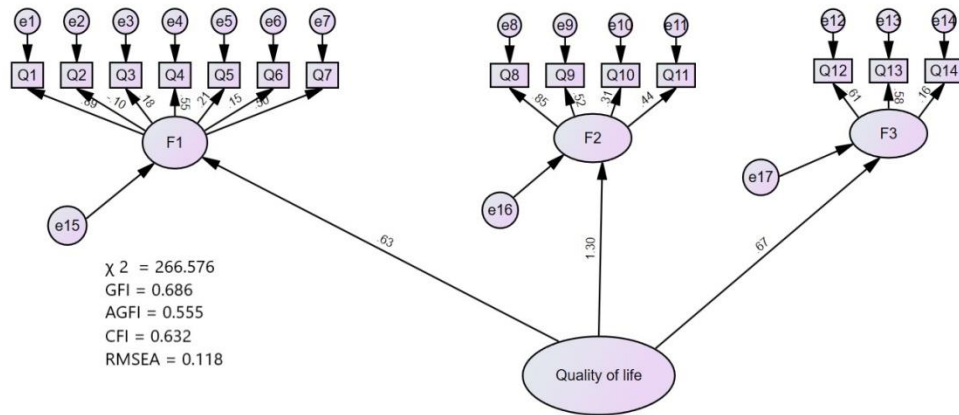 e1 e2 e3 e4 e5 e6 e7 e8 e9 e10 e11 e12 e13 e14
Q1 Q2 Q3 Q4 Q5 Q6 Q7 Q8 Q9 Q10 Q11 Q12 Q13 Q14
.89 -.10 .18 .55 .21 .15 .85 .52 .31 .44 .61 .58 .16
F1 F2 F3
e15 e16 e17
.63 1.30 .67
χ 2 = 266.576
GFI = 0.686
AGFI = 0.555
CFI = 0.632
RMSEA = 0.118
Quality of life